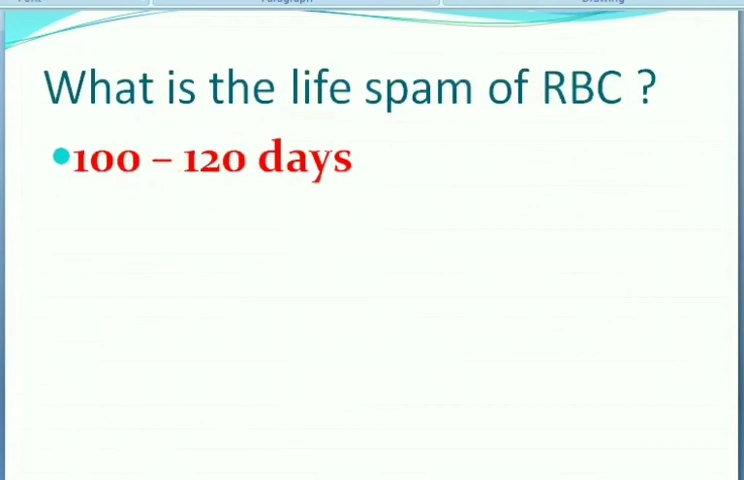 What is the life spam of RBC ?
•100 – 120 days